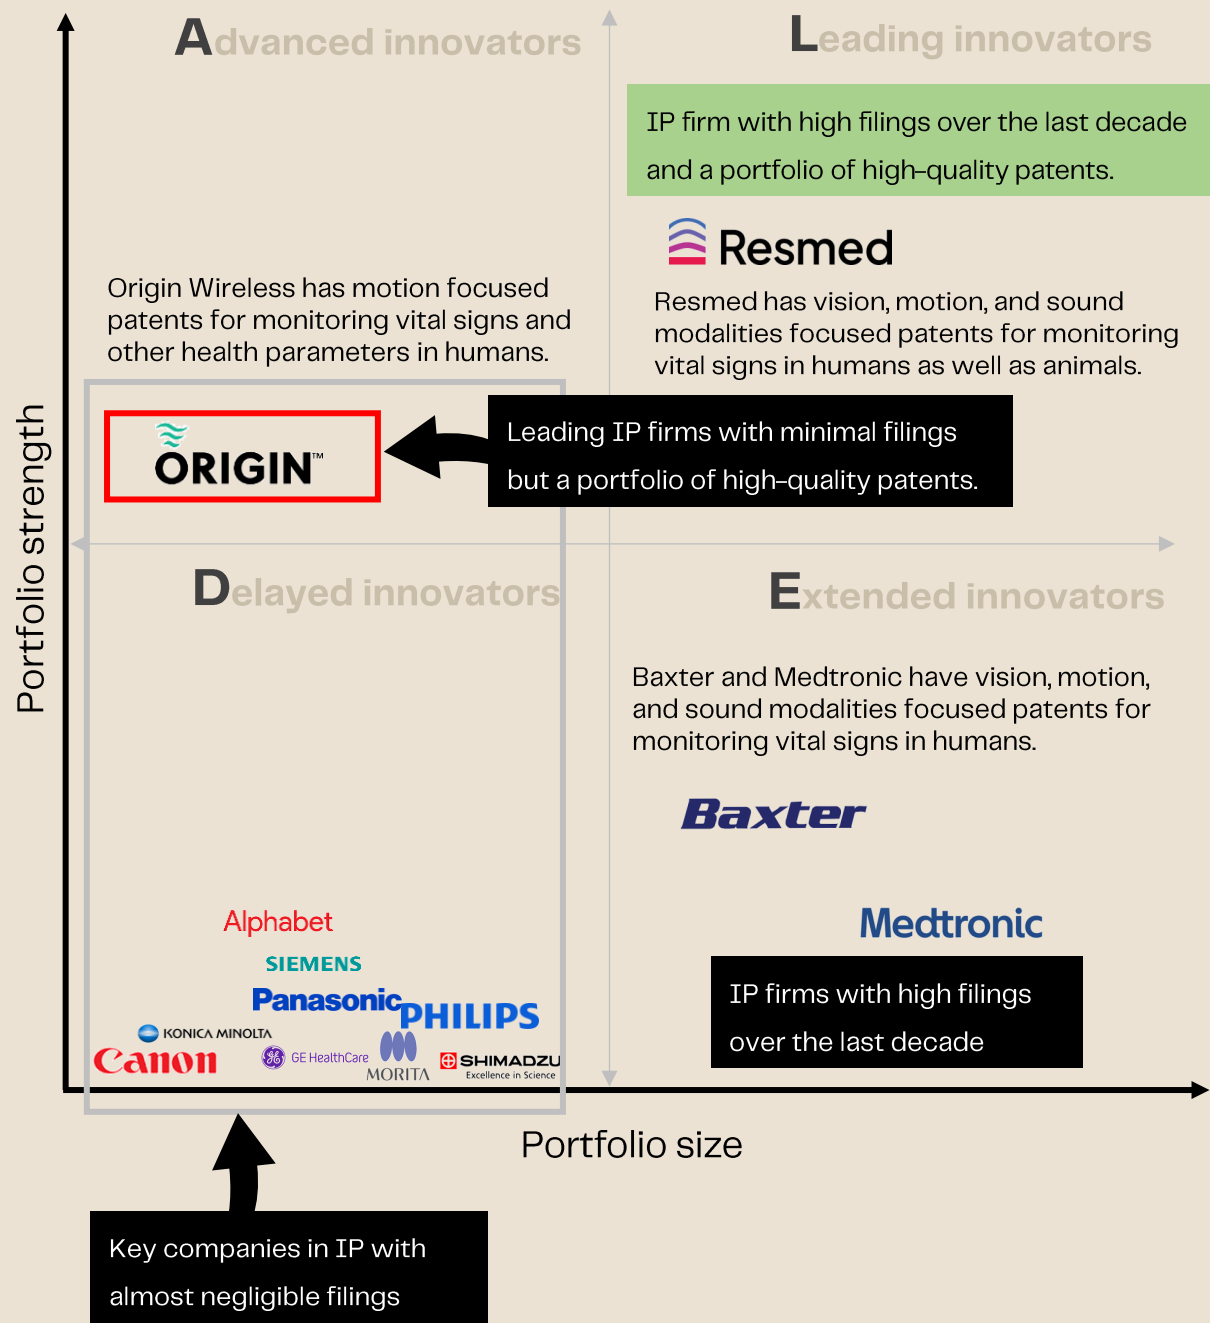 Advanced innovators
Leading innovators
IP firm with high filings over the last decade
and a portfolio of high-quality patents.
Resmed
Resmed has vision, motion, and sound
modalities focused patents for monitoring
vital signs in humans as well as animals.
Origin Wireless has motion focused
patents for monitoring vital signs and
other health parameters in humans.
ORIGIN™
Leading IP firms with minimal filings
but a portfolio of high-quality patents.
Portfolio strength
Delayed innovators
Extended innovators
Baxter and Medtronic have vision, motion,
and sound modalities focused patents for
monitoring vital signs in humans.
Baxter
Medtronic
IP firms with high filings
over the last decade
Alphabet
SIEMENS
Panasonic
PHILIPS
KONICA MINOLTA
Canon
GE HealthCare
MORITA
SHIMADZU
Excellence in Science
Portfolio size
Key companies in IP with
almost negligible filings